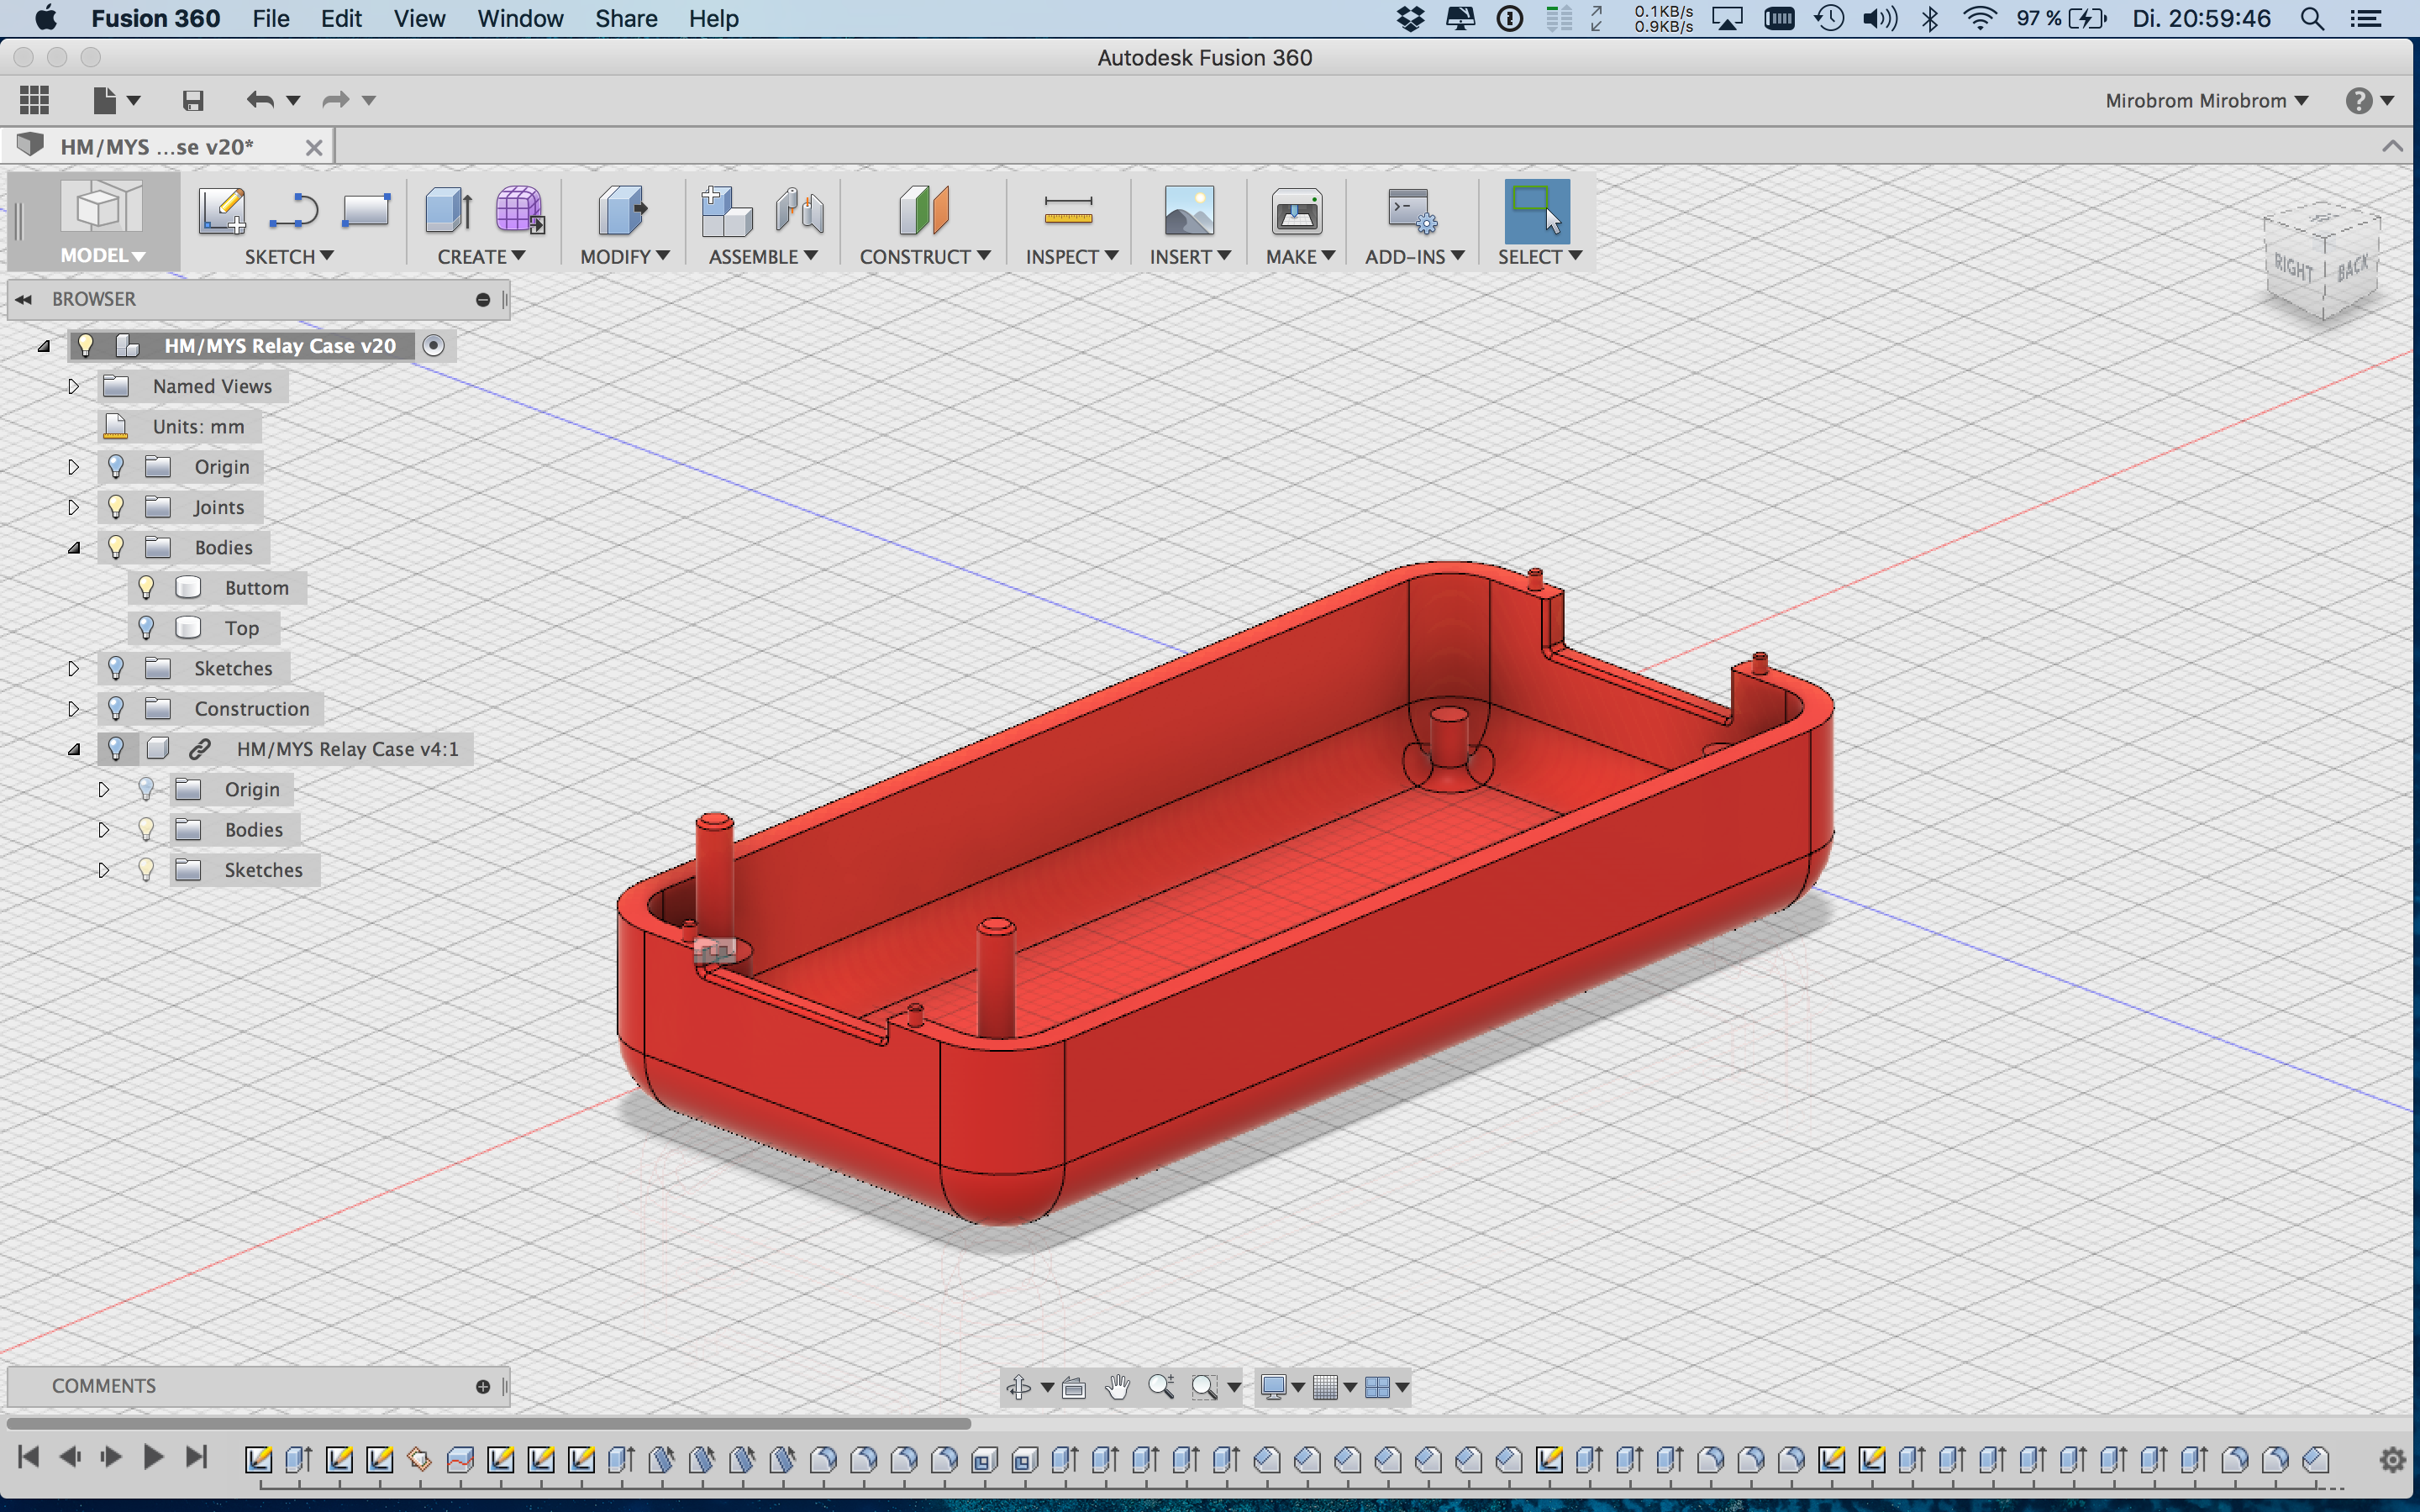 Fusion 360 File Edit View Window Share Help 0.1KB/s 97 % Di. 20:59:46
0.9KB/s
Autodesk Fusion 360
Mirobrom Mirobrom ?
HM/MYS ...se v20*
MODEL SKETCH CREATE MODIFY ASSEMBLE CONSTRUCT INSPECT INSERT MAKE ADD-INS SELECT
RIGHT BACK
BROWSER
HM/MYS Relay Case v20
Named Views
Units: mm
Origin
Joints
Bodies
Buttom
Top
Sketches
Construction
HM/MYS Relay Case v4:1
Origin
Bodies
Sketches
COMMENTS